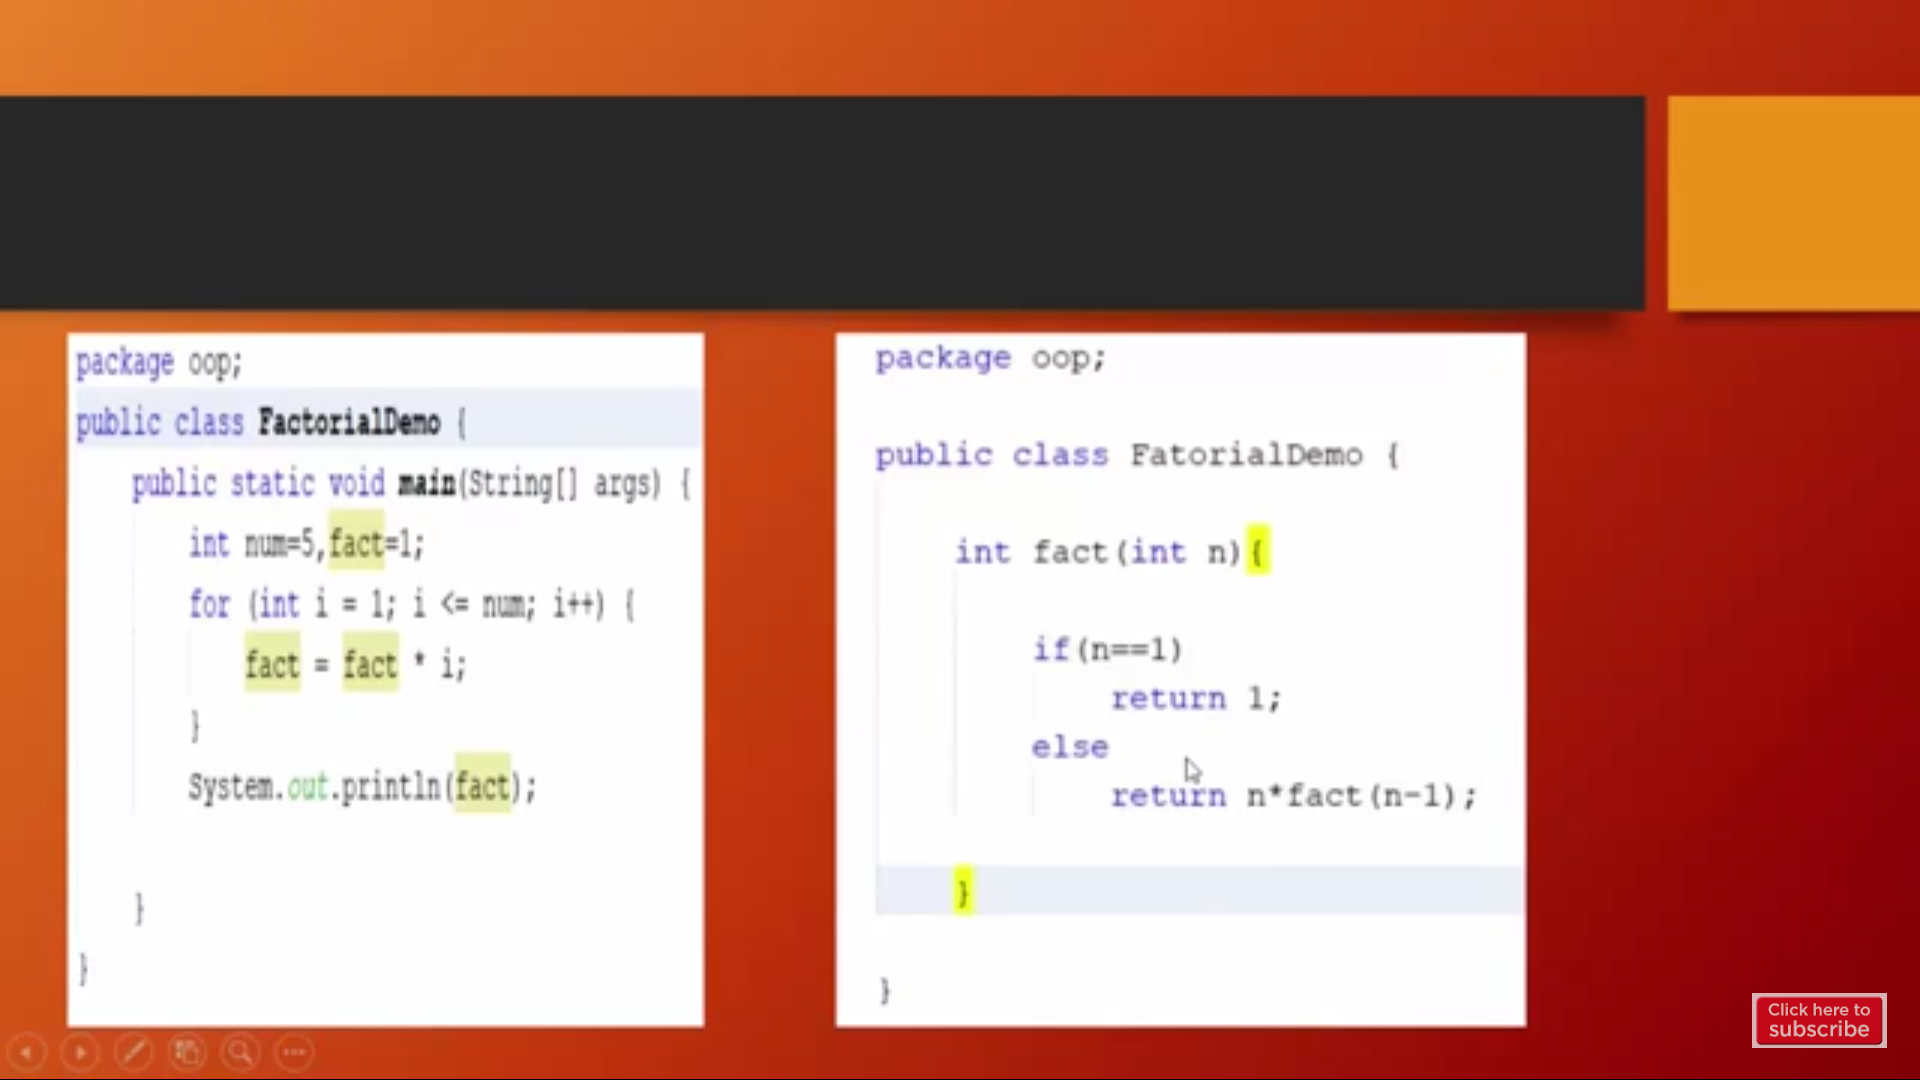 package oop;
public class FactorialDemo {
public static void main(String[] args) {
int num=5,fact=1;
for (int i = 1; i <= num; i++) {
fact = fact * i;
}
System.out.println(fact);
}
}
package oop;
public class FatorialDemo {
int fact(int n){
if(n==1)
return 1;
else
return n*fact(n-1);
}
}
Click here to
subscribe